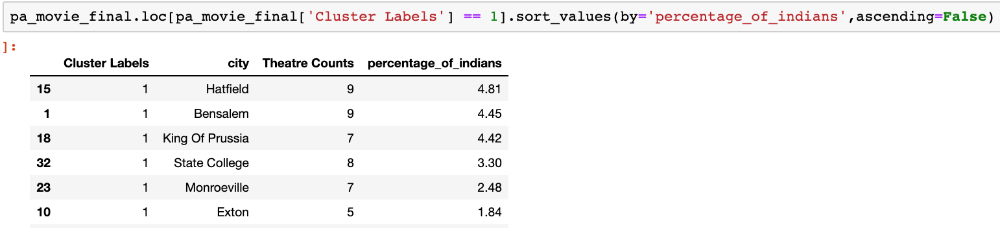 pa_movie_final.loc[pa_movie_final['Cluster Labels'] == 1].sort_values(by='percentage_of_indians',ascending=False)
]:
Cluster Labels city Theatre Counts percentage_of_indians
15 1 Hatfield 9 4.81
1 1 Bensalem 9 4.45
18 1 King Of Prussia 7 4.42
32 1 State College 8 3.30
23 1 Monroeville 7 2.48
10 1 Exton 5 1.84